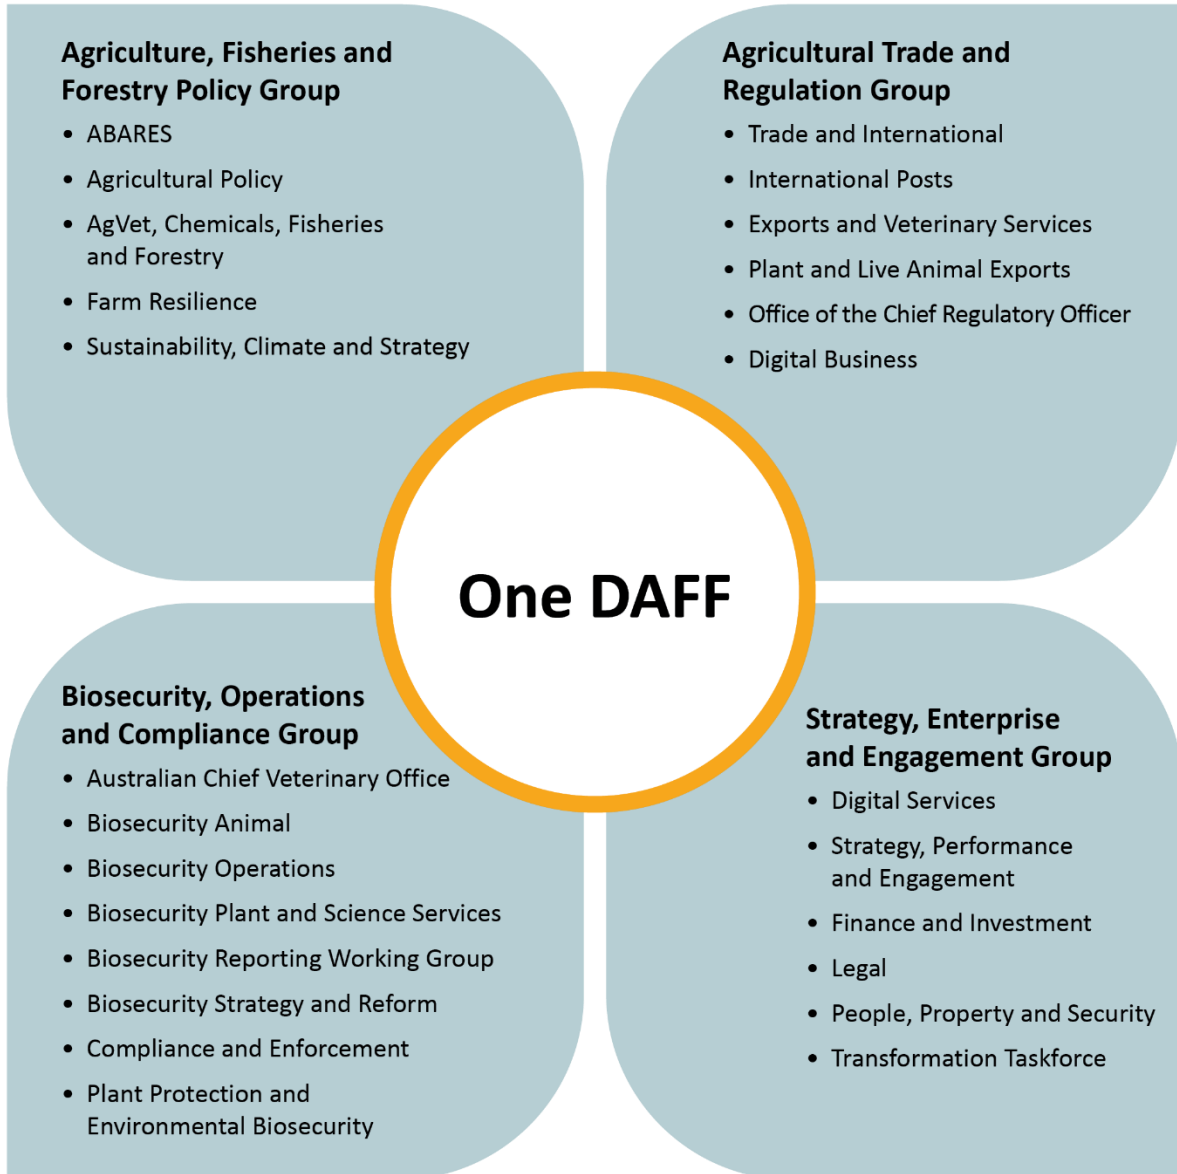 Agriculture, Fisheries and
Forestry Policy Group
• ABARES
• Agricultural Policy
• AgVet, Chemicals, Fisheries
and Forestry
• Farm Resilience
• Sustainability, Climate and Strategy
Agricultural Trade and
Regulation Group
• Trade and International
• International Posts
• Exports and Veterinary Services
• Plant and Live Animal Exports
• Office of the Chief Regulatory Officer
• Digital Business
One DAFF
Biosecurity, Operations
and Compliance Group
• Australian Chief Veterinary Office
• Biosecurity Animal
• Biosecurity Operations
• Biosecurity Plant and Science Services
• Biosecurity Reporting Working Group
• Biosecurity Strategy and Reform
• Compliance and Enforcement
• Plant Protection and
Environmental Biosecurity
Strategy, Enterprise
and Engagement Group
• Digital Services
• Strategy, Performance
and Engagement
• Finance and Investment
• Legal
• People, Property and Security
• Transformation Taskforce